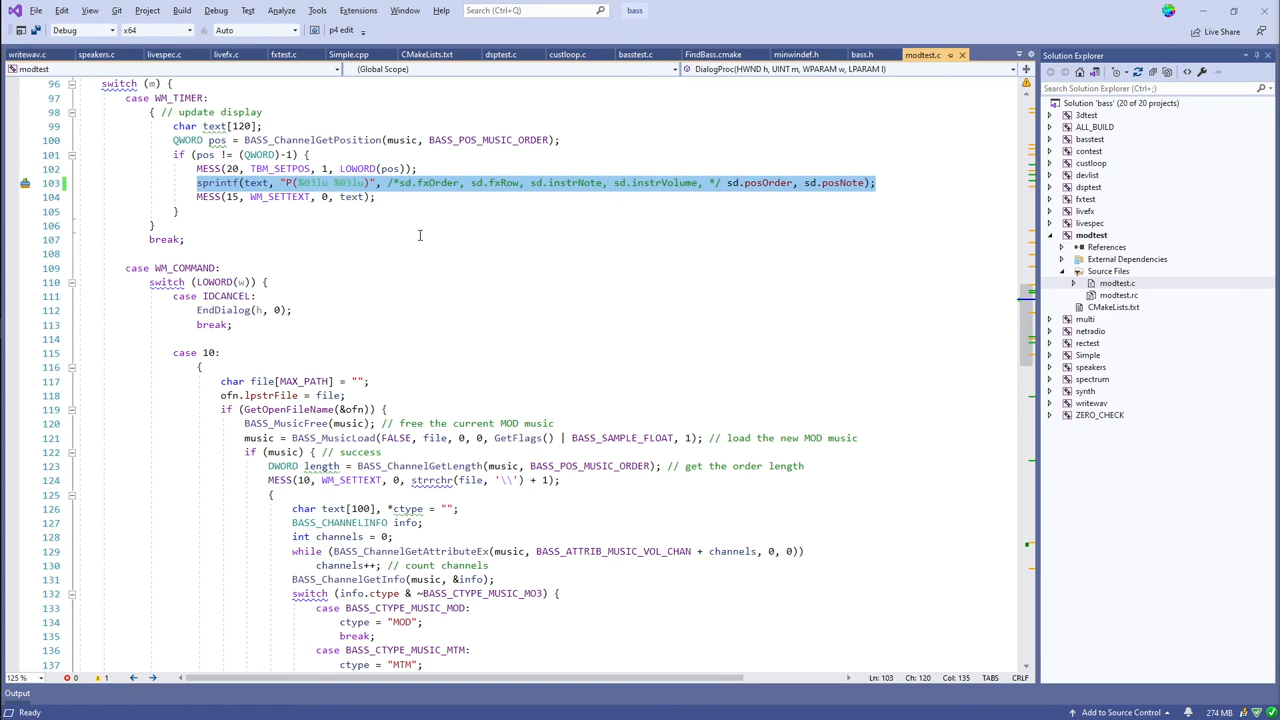 File Edit View Git Project Build Debug Test Analyze Tools Extensions Window Help Search (Ctrl+Q) bass
Debug x64 Auto p4 edit Live Share
writewav.c speakers.c livespec.c livefx.c fxtest.c Simple.cpp CMakeLists.txt dsptest.c custloop.c basstest.c FindBass.cmake minwindef.h bass.h modtest.c
modtest (Global Scope) DialogProc(HWND h, UINT m, WPARAM w, LPARAM l)
96 switch (m) {
97 case WM_TIMER:
98 { // update display
99 char text[120];
100 QWORD pos = BASS_ChannelGetPosition(music, BASS_POS_MUSIC_ORDER);
101 if (pos != (QWORD)-1) {
102 MESS(20, TBM_SETPOS, 1, LOWORD(pos));
103 sprintf(text, "P(%03lu %03lu)", /*sd.fxOrder, sd.fxRow, sd.instrNote, sd.instrVolume, */ sd.posOrder, sd.posNote);
104 MESS(15, WM_SETTEXT, 0, text);
105 }
106 }
107 break;
108
109 case WM_COMMAND:
110 switch (LOWORD(w)) {
111 case IDCANCEL:
112 EndDialog(h, 0);
113 break;
114
115 case 10:
116 {
117 char file[MAX_PATH] = "";
118 ofn.lpstrFile = file;
119 if (GetOpenFileName(&ofn)) {
120 BASS_MusicFree(music); // free the current MOD music
121 music = BASS_MusicLoad(FALSE, file, 0, 0, GetFlags() | BASS_SAMPLE_FLOAT, 1); // load the new MOD music
122 if (music) { // success
123 DWORD length = BASS_ChannelGetLength(music, BASS_POS_MUSIC_ORDER); // get the order length
124 MESS(10, WM_SETTEXT, 0, strrchr(file, '\\') + 1);
125 {
126 char text[100], *ctype = "";
127 BASS_CHANNELINFO info;
128 int channels = 0;
129 while (BASS_ChannelGetAttributeEx(music, BASS_ATTRIB_MUSIC_VOL_CHAN + channels, 0, 0))
130 channels++; // count channels
131 BASS_ChannelGetInfo(music, &info);
132 switch (info.ctype & ~BASS_CTYPE_MUSIC_MO3) {
133 case BASS_CTYPE_MUSIC_MOD:
134 ctype = "MOD";
135 break;
136 case BASS_CTYPE_MUSIC_MTM:
137 ctype = "MTM";
125 % 0 1 Ln: 103 Ch: 120 Col: 135 TABS CRLF
Output
Ready Add to Source Control 274 MB
Solution Explorer
Search Solution Explorer (Ctrl+;)
Solution 'bass' (20 of 20 projects)
3dtest
ALL_BUILD
basstest
contest
custloop
devlist
dsptest
fxtest
livefx
livespec
modtest
References
External Dependencies
Source Files
modtest.c
modtest.rc
CMakeLists.txt
multi
netradio
rectest
Simple
speakers
spectrum
synth
writewav
ZERO_CHECK